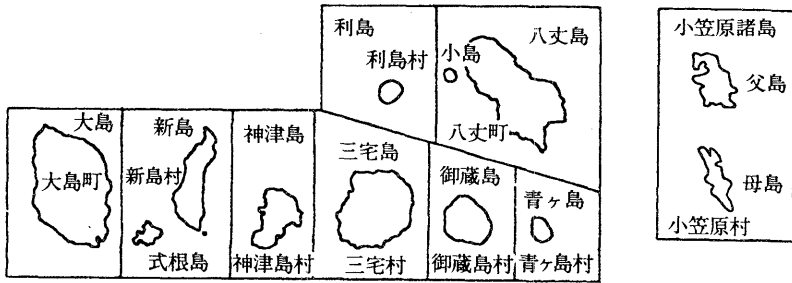 利島
利島村
八丈島
小島
八丈町
小笠原諸島
父島
母島
小笠原村
大島
大島町
新島
新島村
式根島
神津島
神津島村
三宅島
三宅村
御蔵島
御蔵島村
青ヶ島
青ヶ島村